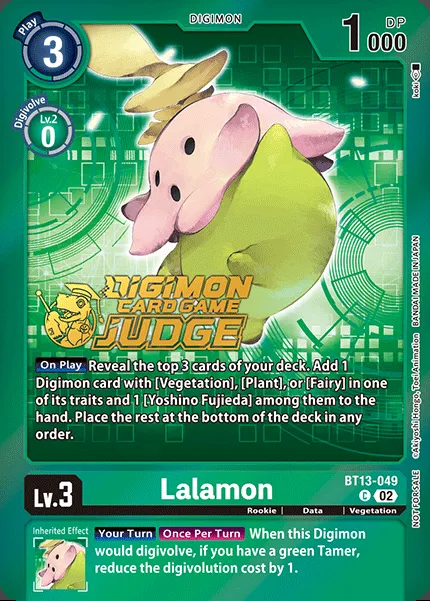 DIGIMON
Play
3
1000
DP
Digivolve
Lv.2
0
koki
DIGIMON
CARD GAME
JUDGE
On Play Reveal the top 3 cards of your deck. Add 1
Digimon card with [Vegetation], [Plant], or [Fairy] in one
of its traits and 1 [Yoshino Fujieda] among them to the
hand. Place the rest at the bottom of the deck in any
order.
©Akiyoshi Hongo, Toei Animation BANDAI MADE IN JAPAN
NOT FOR SALE
Lv.3
Lalamon
BT13-049
C 02
Rookie | Data | Vegetation
Inherited Effect
Your Turn Once Per Turn When this Digimon
would digivolve, if you have a green Tamer,
reduce the digivolution cost by 1.